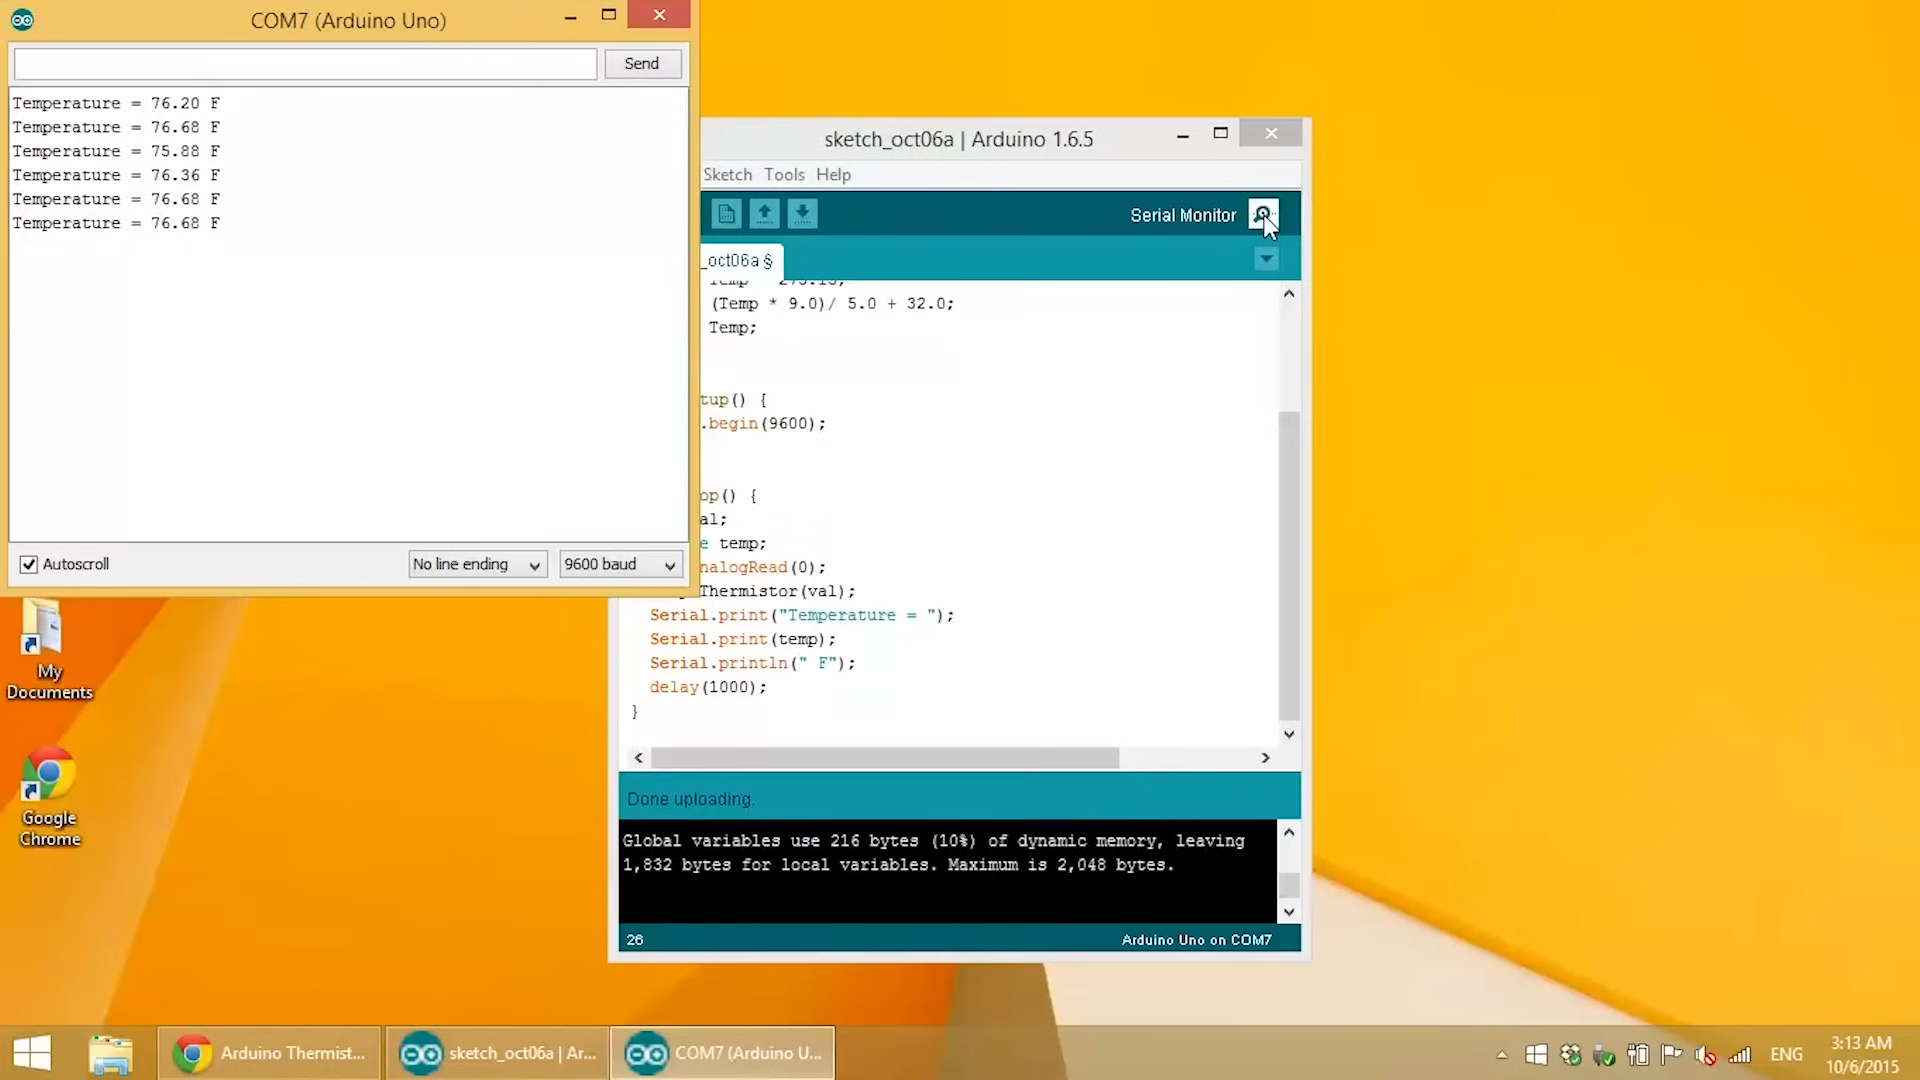 COM7 (Arduino Uno)
Send
Temperature = 76.20 F
Temperature = 76.68 F
Temperature = 75.88 F
Temperature = 76.36 F
Temperature = 76.68 F
Temperature = 76.68 F
Autoscroll
No line ending
9600 baud
sketch_oct06a | Arduino 1.6.5
Sketch Tools Help
Serial Monitor
_oct06a §
(Temp * 9.0)/ 5.0 + 32.0;
Temp;
tup() {
.begin(9600);
op() {
al;
e temp;
nalogRead(0);
Thermistor(val);
Serial.print("Temperature = ");
Serial.print(temp);
Serial.println(" F");
delay(1000);
}
Done uploading.
Global variables use 216 bytes (10%) of dynamic memory, leaving
1,832 bytes for local variables. Maximum is 2,048 bytes.
26
Arduino Uno on COM7
My
Documents
Google
Chrome
Arduino Thermist...
sketch_oct06a | Ar...
COM7 (Arduino U...
ENG
3:13 AM
10/6/2015